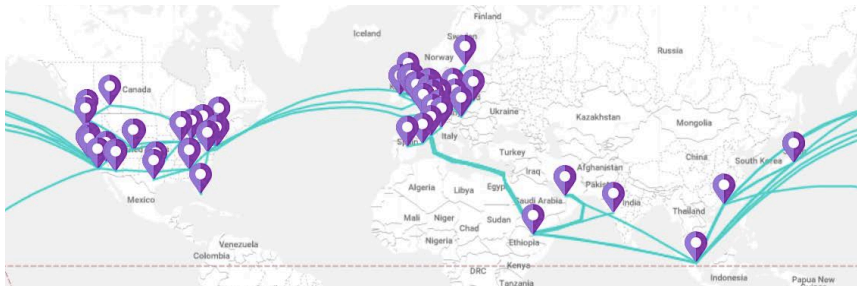 Finland
Iceland
Sweden
Norway
Russia
Canada
Ukraine
Kazakhstan
Mongolia
Italy
Turkey
China
South Korea
Afghanistan
Iraq
Algeria
Libya
Egypt
Pakistan
Saudi Arabia
India
Mexico
Mali
Niger
Sudan
Thailand
Chad
Nigeria
Ethiopia
Venezuela
Colombia
Kenya
DRC
Indonesia
Papua New
Tanzania